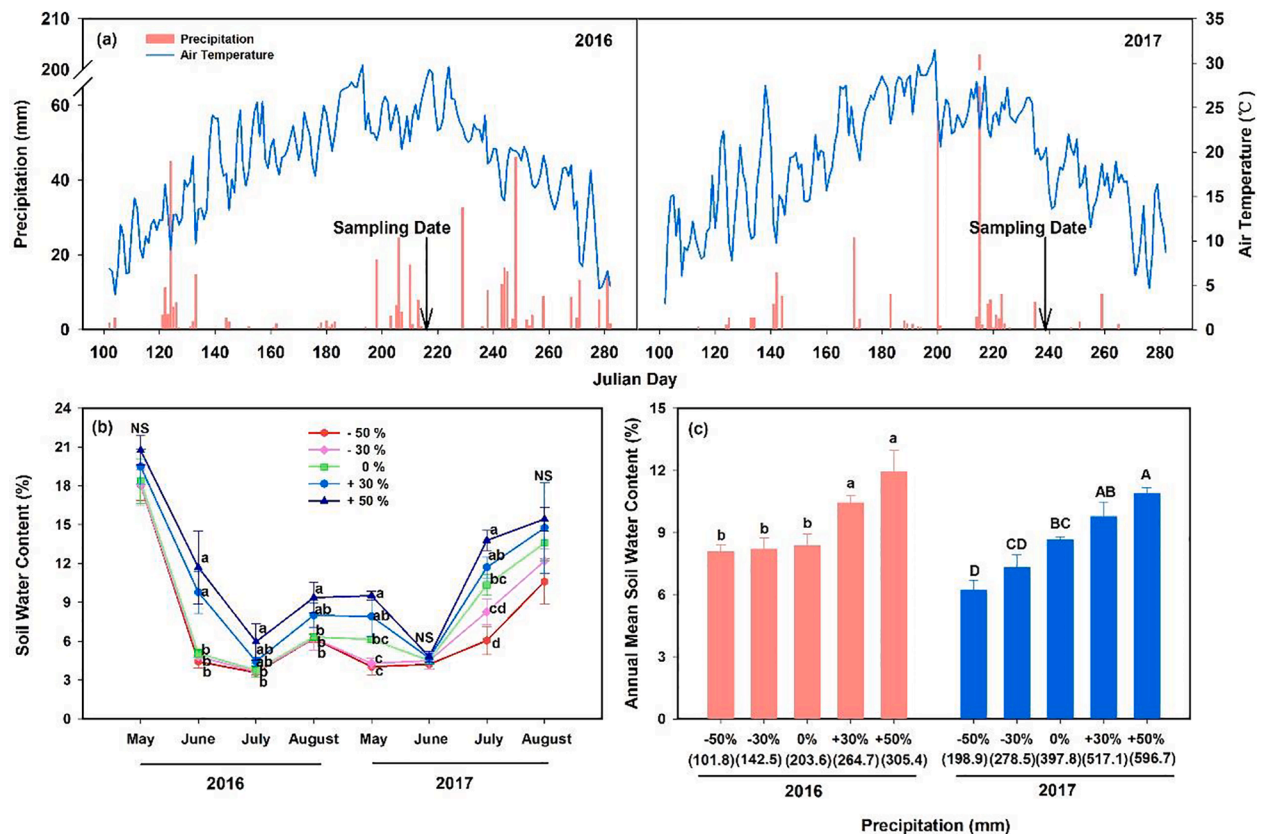 (a)
Precipitation
Air Temperature
2016
2017
Precipitation (mm)
210
200
60
40
20
0
35
30
25
20
15
10
5
0
Air Temperature (℃)
Sampling Date
Sampling Date
100 120 140 160 180 200 220 240 260 280 100 120 140 160 180 200 220 240 260 280
Julian Day
(b)
Soil Water Content (%)
24
21
18
15
12
9
6
3
0
- 50 %
- 30 %
0 %
+ 30 %
+ 50 %
NS
a
a
b
b
b
a
ab
ab
b
b
a
ab
b
b
b
a
ab
bc
c
c
NS
a
ab
bc
cd
d
NS
May June July August May June July August
2016 2017
(c)
Annual Mean Soil Water Content (%)
15
12
9
6
3
0
b b b a a
D CD BC AB A
-50% -30% 0% +30% +50% -50% -30% 0% +30% +50%
(101.8) (142.5) (203.6) (264.7) (305.4) (198.9) (278.5) (397.8) (517.1) (596.7)
2016 2017
Precipitation (mm)